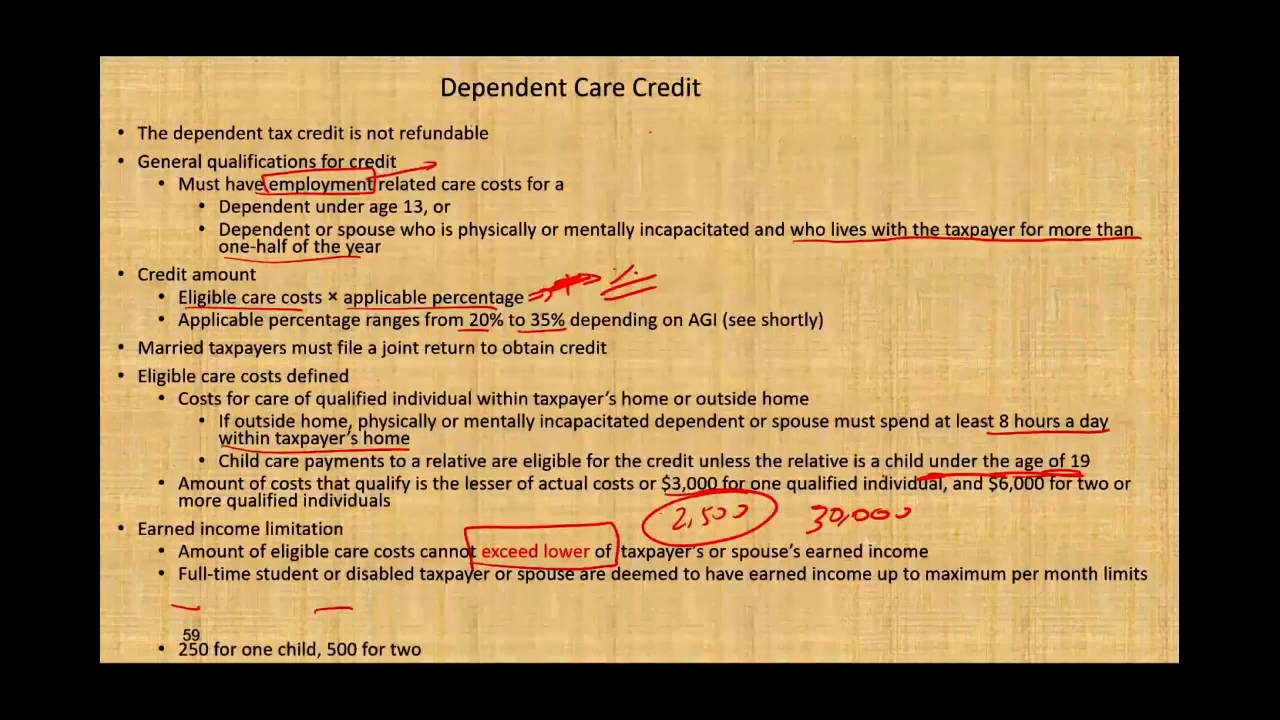 Dependent Care Credit
• The dependent tax credit is not refundable
• General qualifications for credit
• Must have employment related care costs for a
• Dependent under age 13, or
• Dependent or spouse who is physically or mentally incapacitated and who lives with the taxpayer for more than
one-half of the year
• Credit amount
• Eligible care costs × applicable percentage
• Applicable percentage ranges from 20% to 35% depending on AGI (see shortly)
• Married taxpayers must file a joint return to obtain credit
• Eligible care costs defined
• Costs for care of qualified individual within taxpayer's home or outside home
• If outside home, physically or mentally incapacitated dependent or spouse must spend at least 8 hours a day
within taxpayer's home
• Child care payments to a relative are eligible for the credit unless the relative is a child under the age of 19
• Amount of costs that qualify is the lesser of actual costs or $3,000 for one qualified individual, and $6,000 for two or
more qualified individuals
2,500 30,000
• Earned income limitation
• Amount of eligible care costs cannot exceed lower of taxpayer's or spouse's earned income
• Full-time student or disabled taxpayer or spouse are deemed to have earned income up to maximum per month limits
59
• 250 for one child, 500 for two